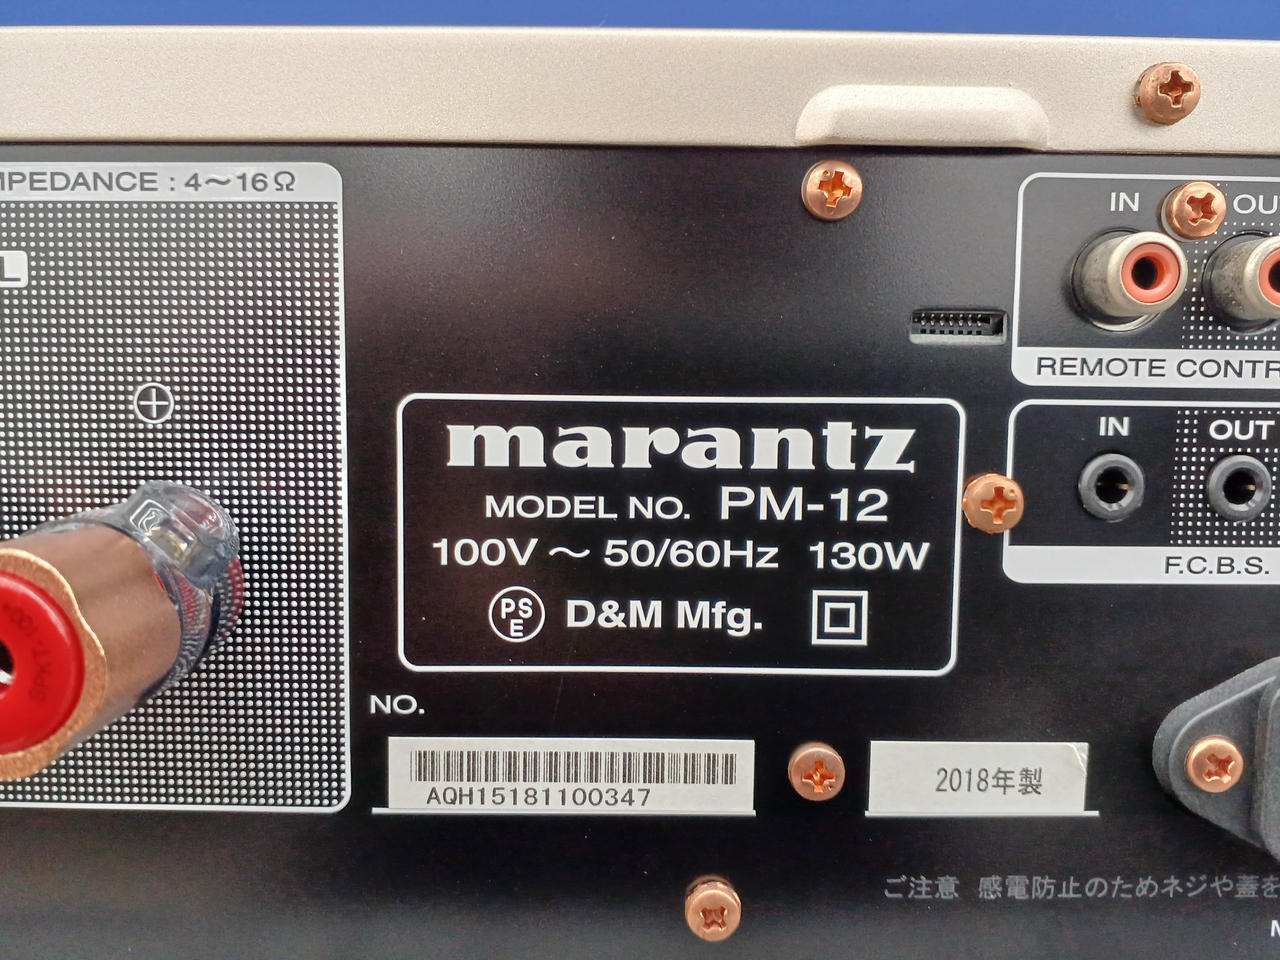 MPEDANCE : 4～16Ω
L
IN OU
REMOTE CONTR
IN OUT
F.C.B.S.
marantz
MODEL NO. PM-12
100V ～ 50/60Hz 130W
PS
E
D&M Mfg.
NO.
AQH15181100347
2018年製
ご注意 感電防止のためネジや蓋を